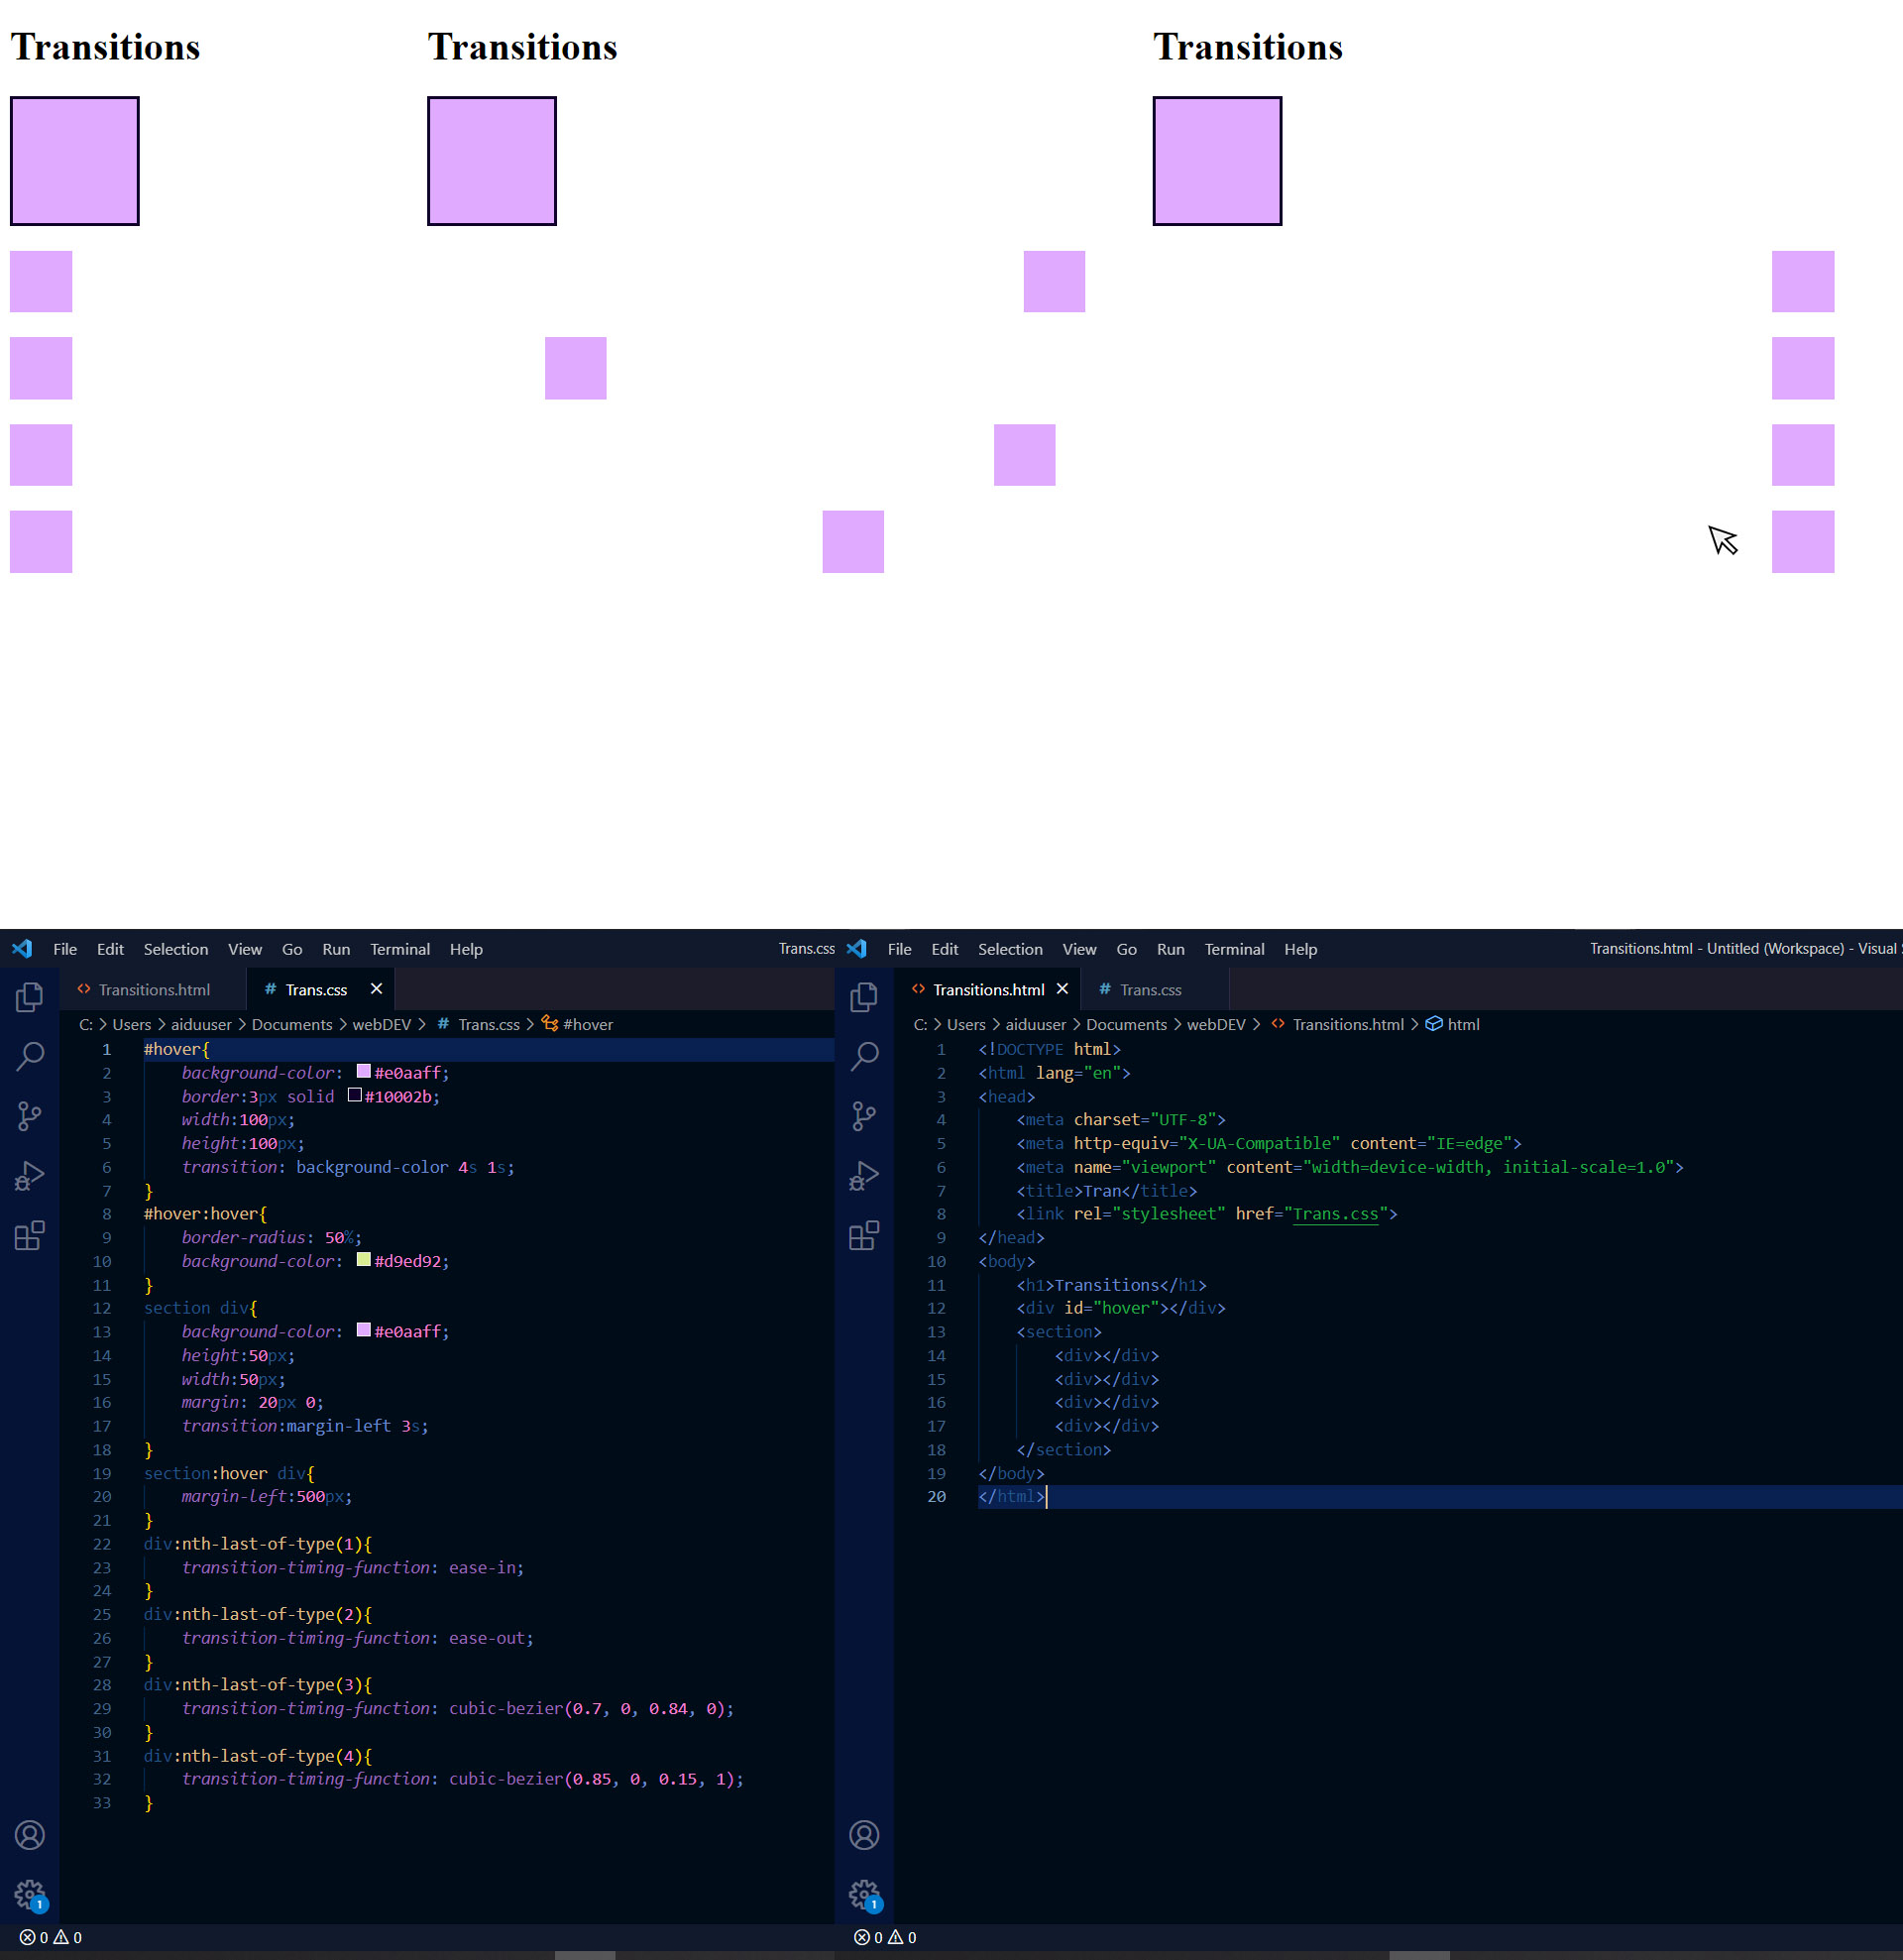 Transitions Transitions Transitions
File Edit Selection View Go Run Terminal Help Trans.css
Transitions.html # Trans.css
C: > Users > aiduuser > Documents > webDEV > # Trans.css > #hover
1 #hover{
2 background-color: #e0aaff;
3 border:3px solid #10002b;
4 width:100px;
5 height:100px;
6 transition: background-color 4s 1s;
7 }
8 #hover:hover{
9 border-radius: 50%;
10 background-color: #d9ed92;
11 }
12 section div{
13 background-color: #e0aaff;
14 height:50px;
15 width:50px;
16 margin: 20px 0;
17 transition:margin-left 3s;
18 }
19 section:hover div{
20 margin-left:500px;
21 }
22 div:nth-last-of-type(1){
23 transition-timing-function: ease-in;
24 }
25 div:nth-last-of-type(2){
26 transition-timing-function: ease-out;
27 }
28 div:nth-last-of-type(3){
29 transition-timing-function: cubic-bezier(0.7, 0, 0.84, 0);
30 }
31 div:nth-last-of-type(4){
32 transition-timing-function: cubic-bezier(0.85, 0, 0.15, 1);
33 }
1
0 0
File Edit Selection View Go Run Terminal Help Transitions.html - Untitled (Workspace) - Visual
Transitions.html # Trans.css
C: > Users > aiduuser > Documents > webDEV > Transitions.html > html
1 <!DOCTYPE html>
2 <html lang="en">
3 <head>
4 <meta charset="UTF-8">
5 <meta http-equiv="X-UA-Compatible" content="IE=edge">
6 <meta name="viewport" content="width=device-width, initial-scale=1.0">
7 <title>Tran</title>
8 <link rel="stylesheet" href="Trans.css">
9 </head>
10 <body>
11 <h1>Transitions</h1>
12 <div id="hover"></div>
13 <section>
14 <div></div>
15 <div></div>
16 <div></div>
17 <div></div>
18 </section>
19 </body>
20 </html>
1
0 0